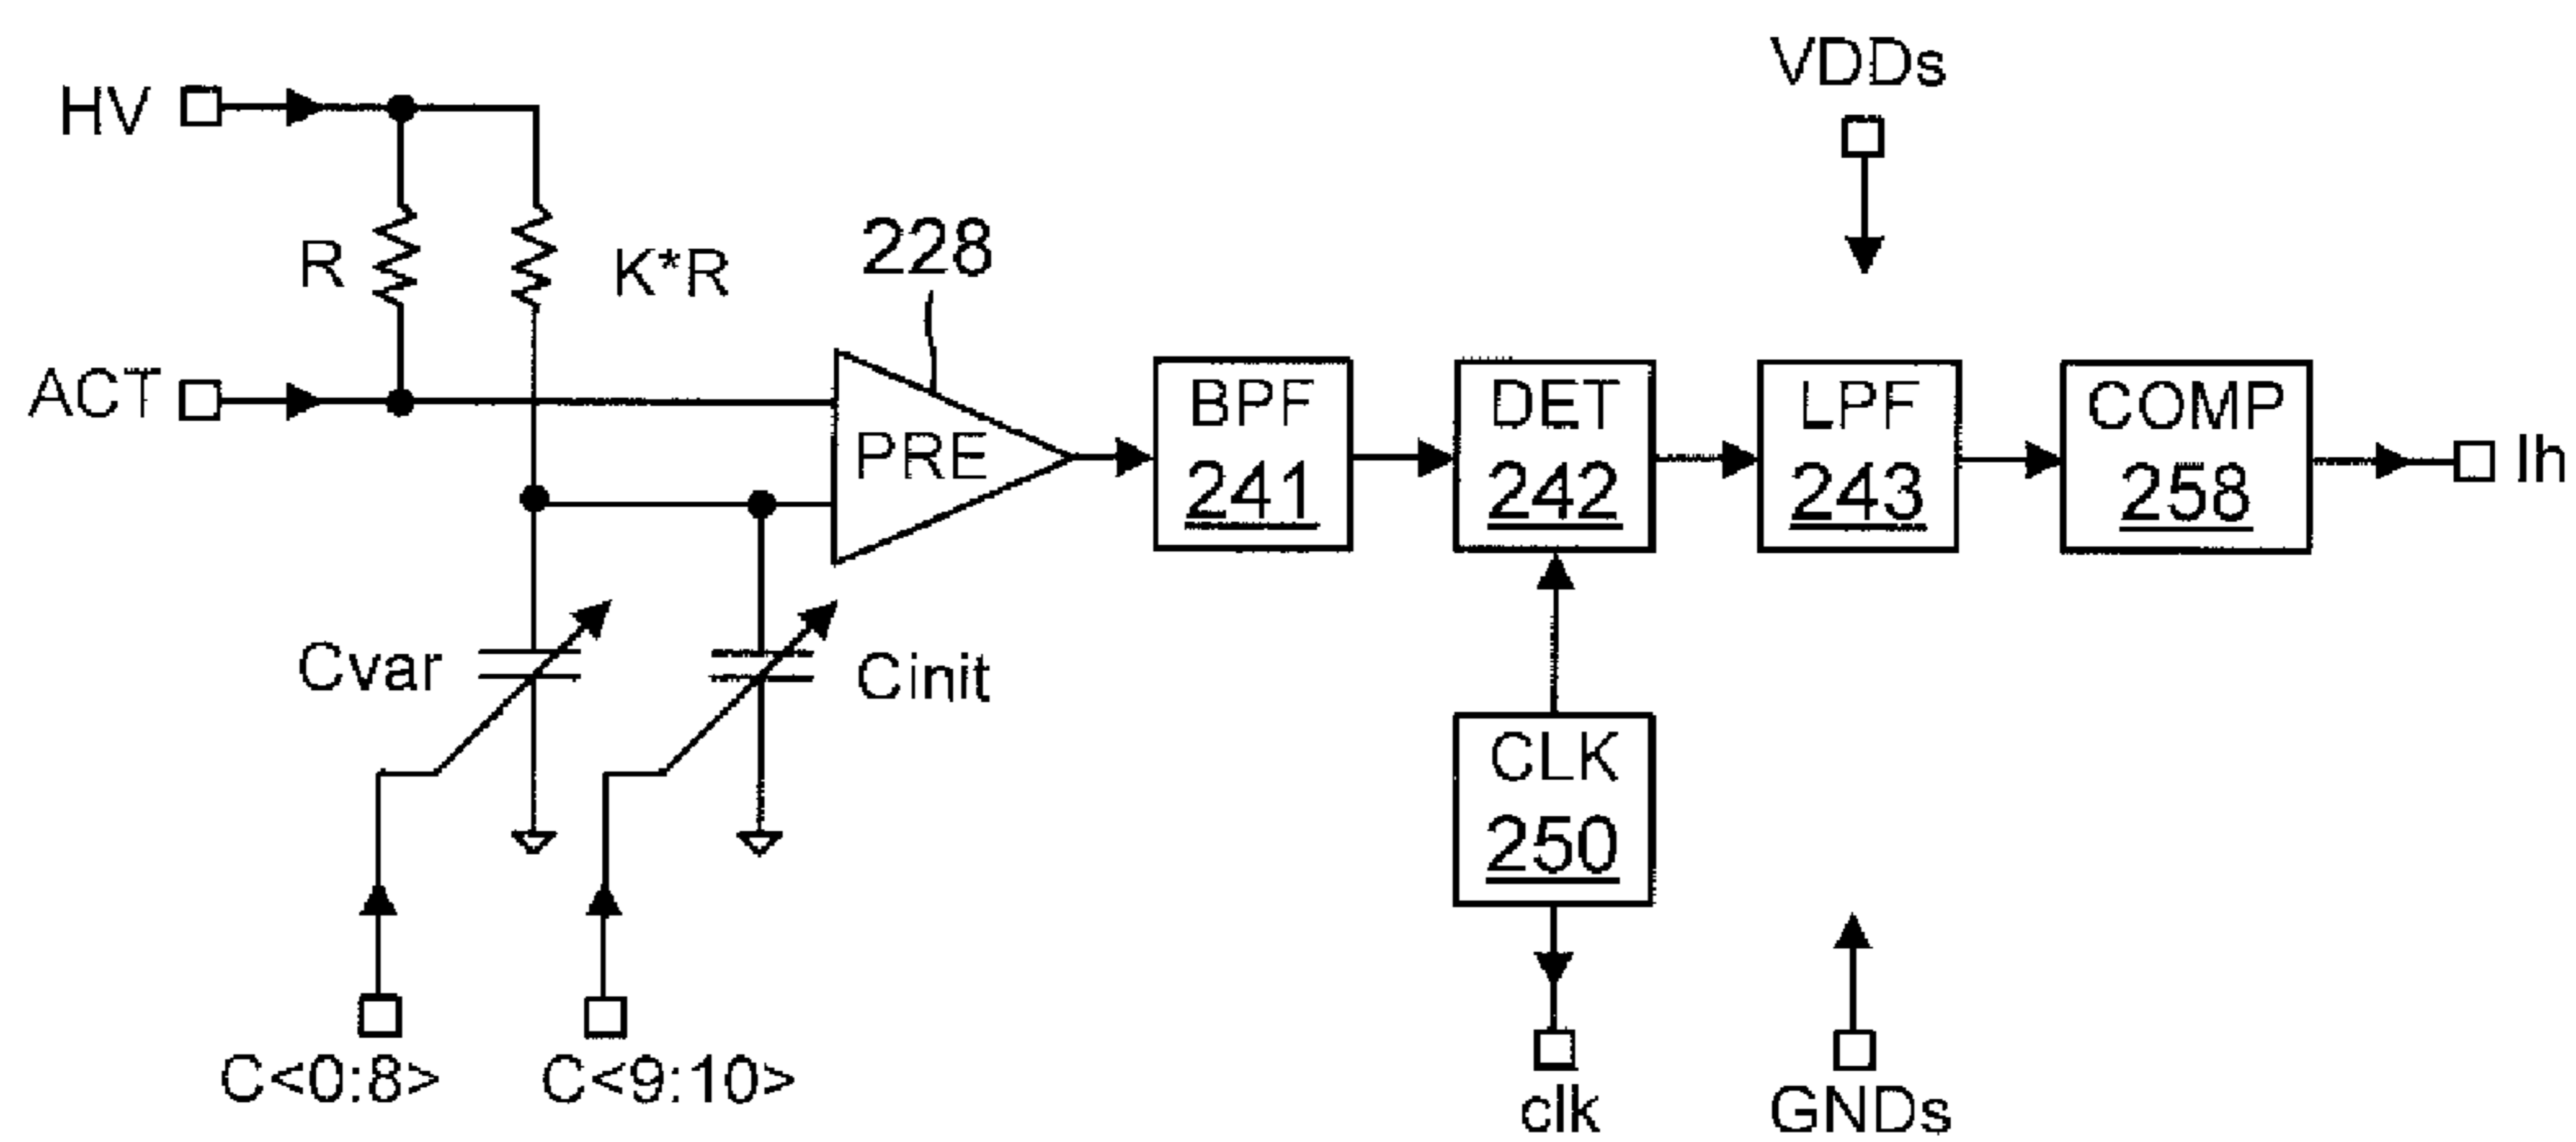 VDDs
HV
R
K*R
228
ACT
PRE
BPF
241
DET
242
LPF
243
COMP
258
Ih
Cvar
Cinit
CLK
250
C<0:8>
C<9:10>
clk
GNDs